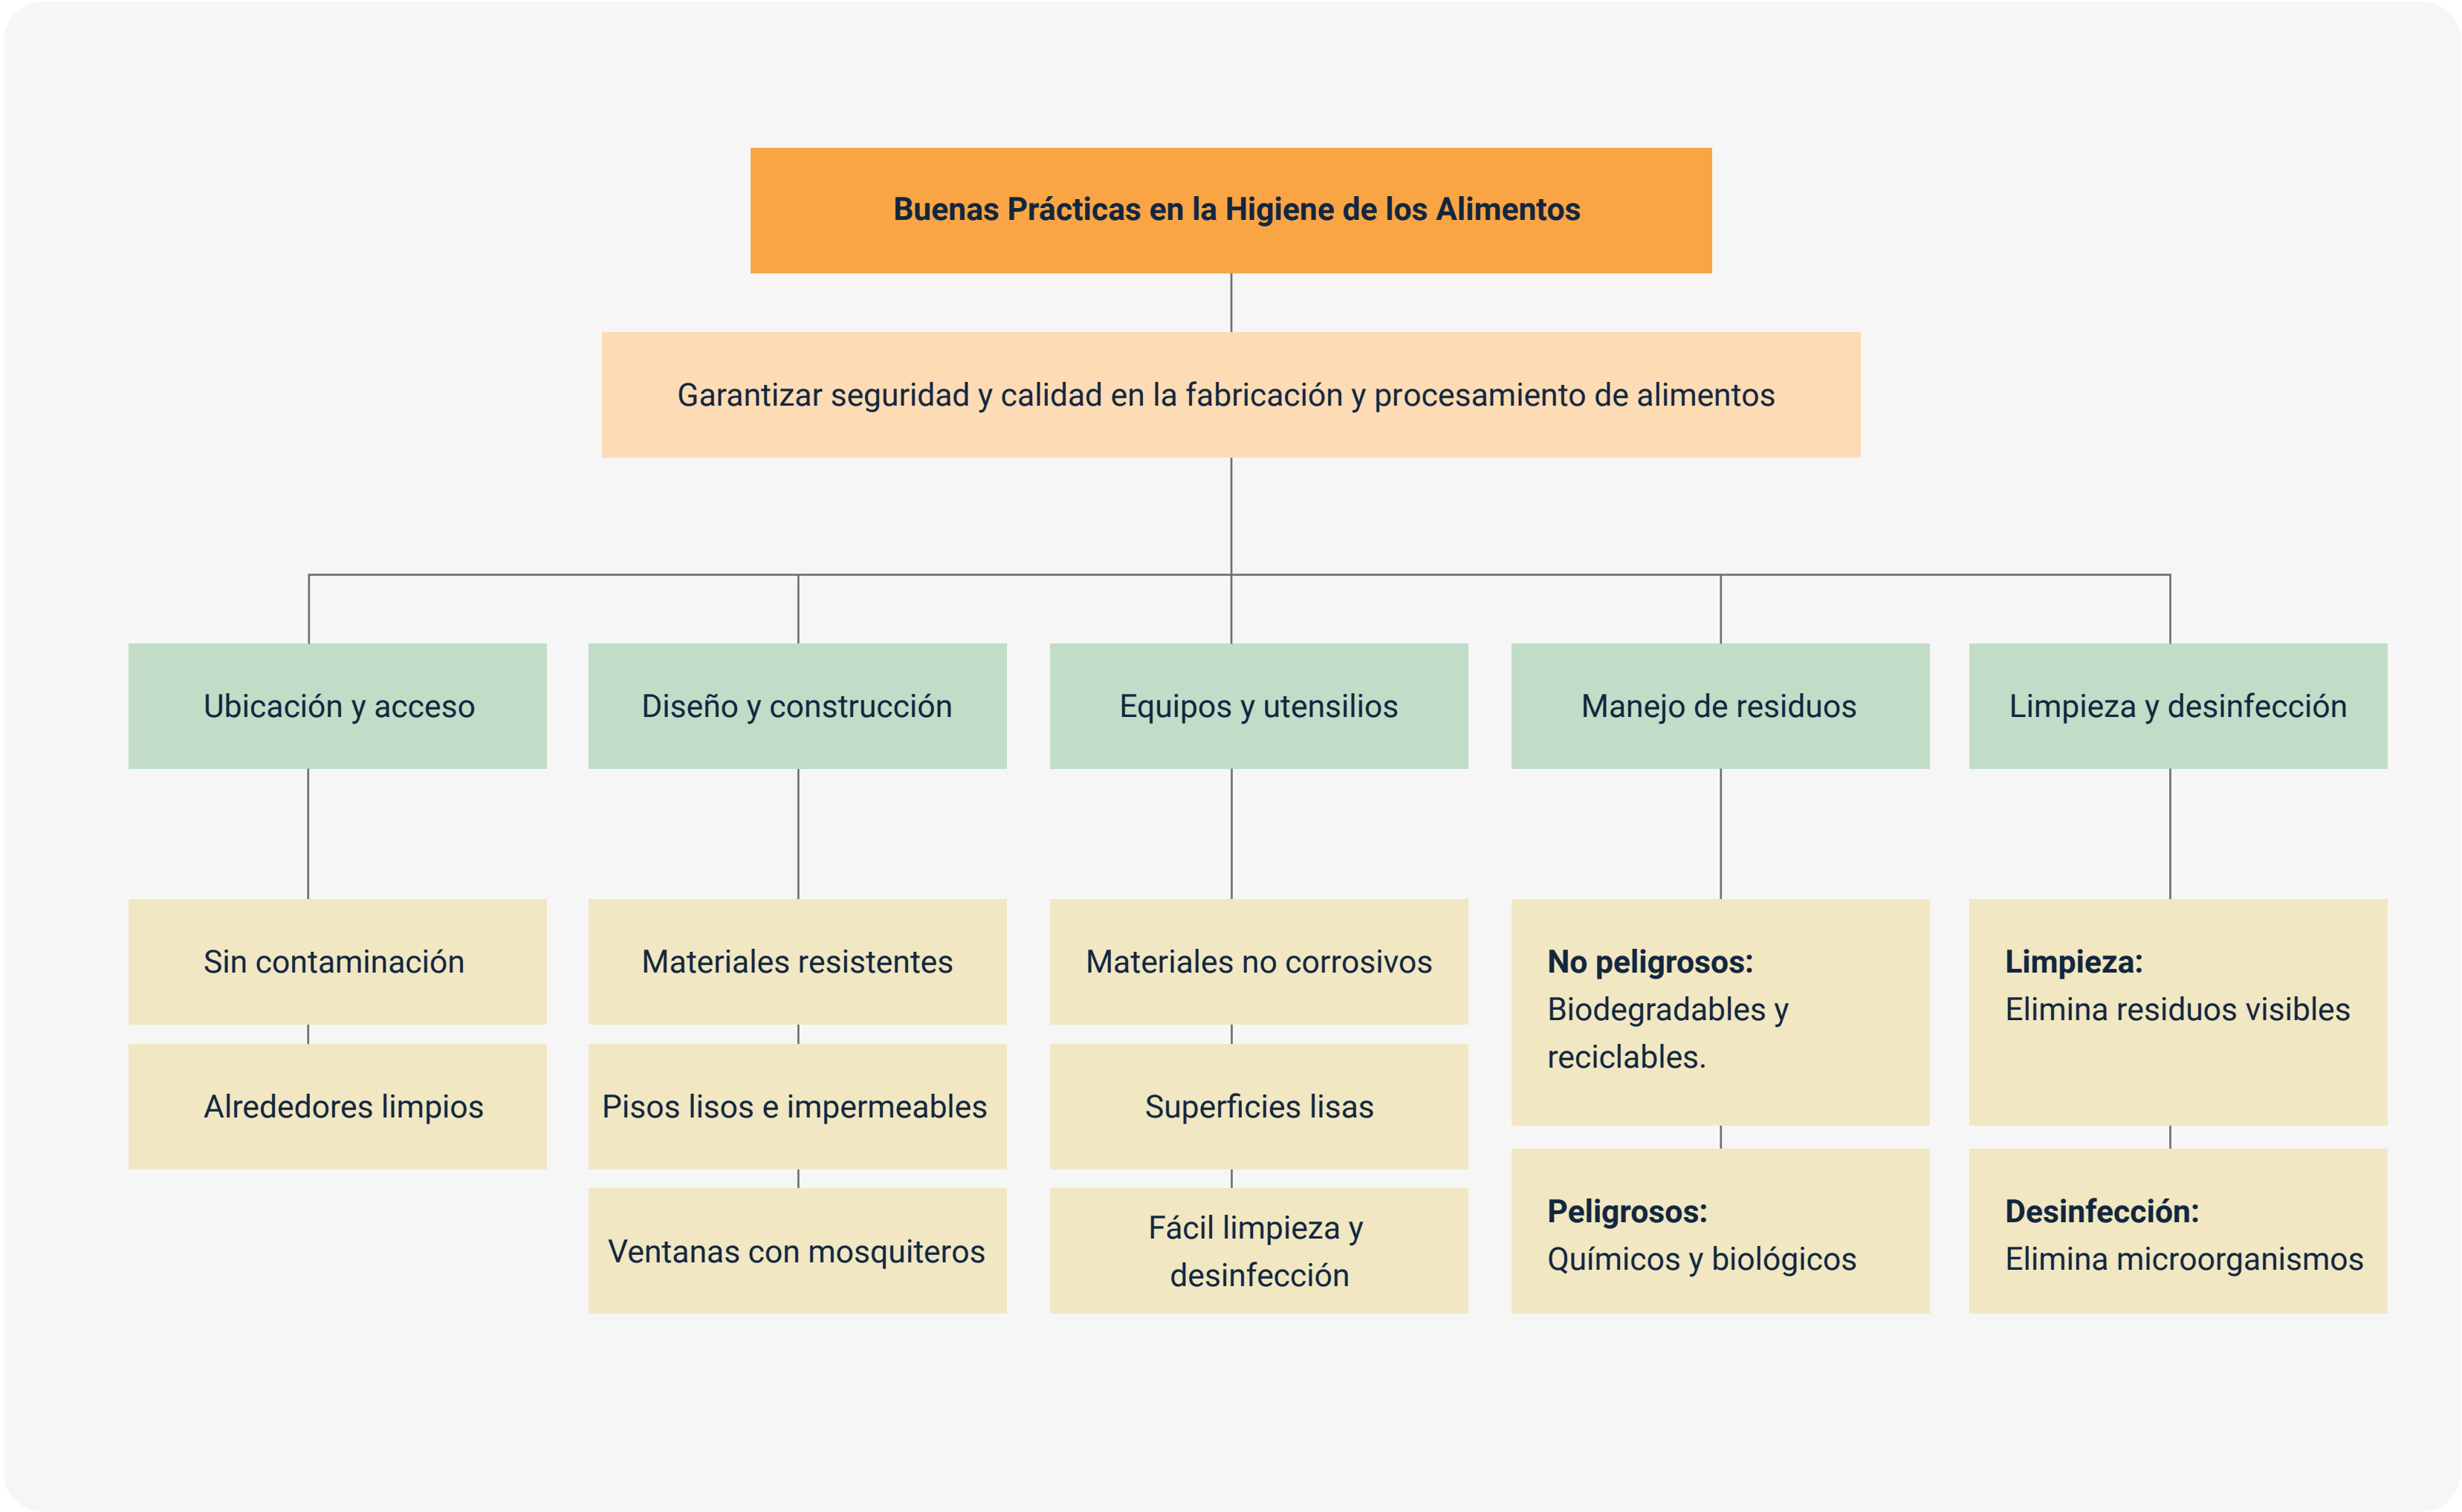 Buenas Prácticas en la Higiene de los Alimentos
Garantizar seguridad y calidad en la fabricación y procesamiento de alimentos
Ubicación y acceso
Sin contaminación
Alrededores limpios
Diseño y construcción
Materiales resistentes
Pisos lisos e impermeables
Ventanas con mosquiteros
Equipos y utensilios
Materiales no corrosivos
Superficies lisas
Fácil limpieza y
desinfección
Manejo de residuos
No peligrosos:
Biodegradables y
reciclables.
Peligrosos:
Químicos y biológicos
Limpieza y desinfección
Limpieza:
Elimina residuos visibles
Desinfección:
Elimina microorganismos